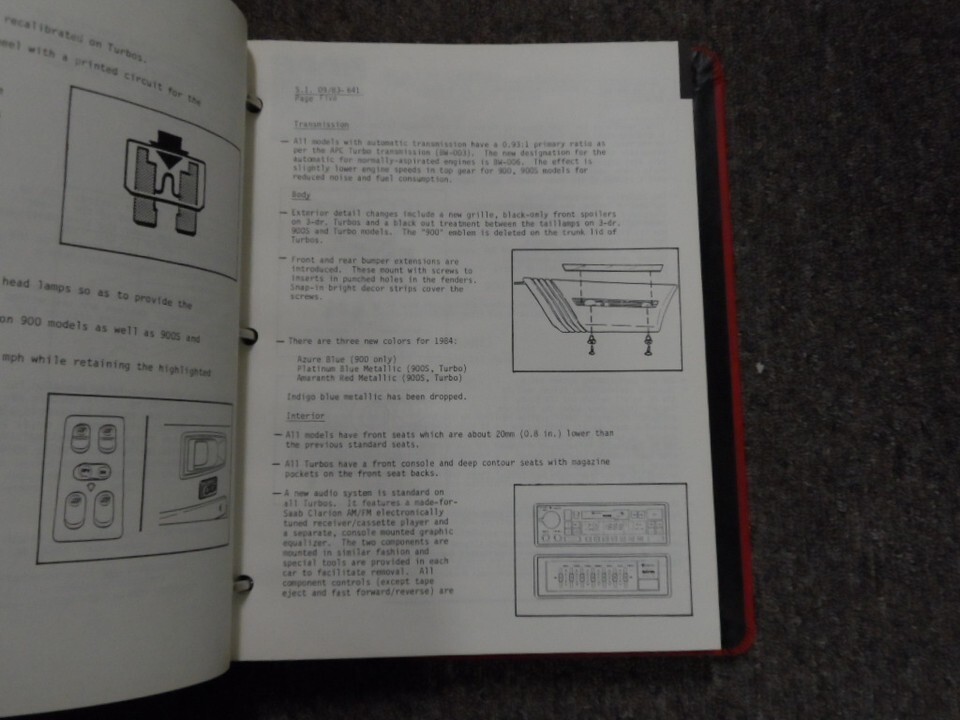 recalibrated on Turbos.
with a printed circuit for the
head lamps so as to provide the
on 900 models as well as 900S and
mph while retaining the highlighted
S.I. 09/83-841
Page Five
Transmission
— All models with automatic transmission have a 0.93:1 primary ratio as
per the APC Turbo transmission (BW-003). The new designation for the
automatic for normally-aspirated engines is BW-006. The effect is
slightly lower engine speeds in top gear for 900, 900S models for
reduced noise and fuel consumption.
Body
— Exterior detail changes include a new grille, black-only front spoilers
on 3-dr. Turbos and a black out treatment between the taillamps on 3-dr.
900S and Turbo models. The "900" emblem is deleted on the trunk lid of
Turbos.
— Front and rear bumper extensions are
introduced. These mount with screws to
inserts in punched holes in the fenders.
Snap-in bright decor strips cover the
screws.
— There are three new colors for 1984:
Azure Blue (900 only)
Platinum Blue Metallic (900S, Turbo)
Amaranth Red Metallic (900S, Turbo)
Indigo blue metallic has been dropped.
Interior
— All models have front seats which are about 20mm (0.8 in.) lower than
the previous standard seats.
— All Turbos have a front console and deep contour seats with magazine
pockets on the front seat backs.
— A new audio system is standard on
all Turbos. It features a made-for-
Saab Clarion AM/FM electronically
tuned receiver/cassette player and
a separate, console mounted graphic
equalizer. The two components are
mounted in similar fashion and
special tools are provided in each
car to facilitate removal. All
component controls (except tape
eject and fast forward/reverse) are